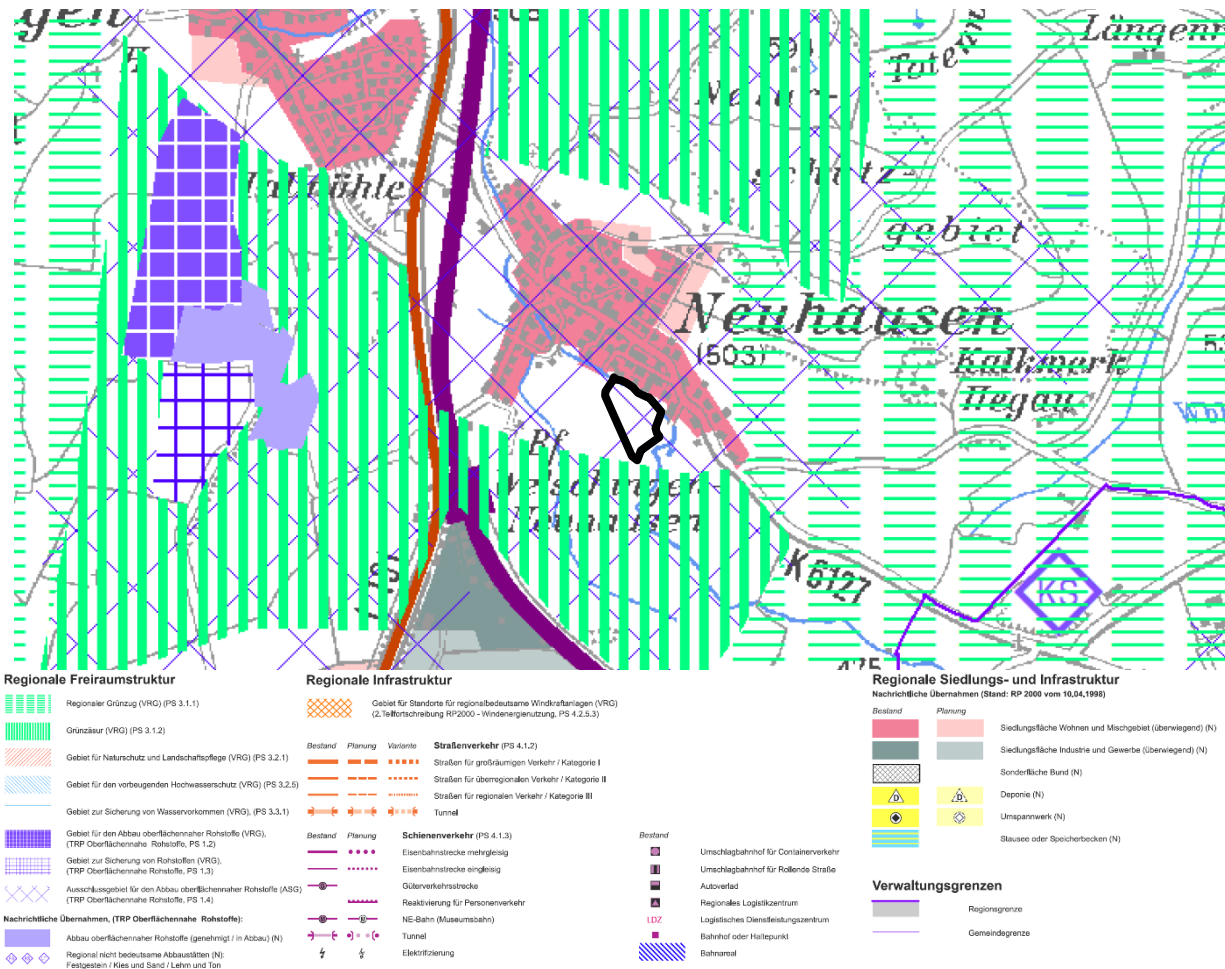 gen
505
590
Toten
Längen
Natur-
schutz-
gebiet
Neuhausen
(503)
Kalkwerk
Hegau
Bf
Welschingen-
Neuhausen
K 6127
KS
475
Regionale Freiraumstruktur
Regionaler Grünzug (VRG) (PS 3.1.1)
Grünzäsur (VRG) (PS 3.1.2)
Gebiet für Naturschutz und Landschaftspflege (VRG) (PS 3.2.1)
Gebiet für den vorbeugenden Hochwasserschutz (VRG) (PS 3.2.5)
Gebiet zur Sicherung von Wasservorkommen (VRG), (PS 3.3.1)
Gebiet für den Abbau oberflächennaher Rohstoffe (VRG),
(TRP Oberflächennahe Rohstoffe, PS 1.2)
Gebiet zur Sicherung von Rohstoffen (VRG),
(TRP Oberflächennahe Rohstoffe, PS 1.3)
Ausschlussgebiet für den Abbau oberflächennaher Rohstoffe (ASG)
(TRP Oberflächennahe Rohstoffe, PS 1.4)
Nachrichtliche Übernahmen, (TRP Oberflächennahe Rohstoffe):
Abbau oberflächennaher Rohstoffe (genehmigt / in Abbau) (N)
Regional nicht bedeutsame Abbaustätten (N):
Festgestein / Kies und Sand / Lehm und Ton
Regionale Infrastruktur
Gebiet für Standorte für regionalbedeutsame Windkraftanlagen (VRG)
(2.Teilfortschreibung RP2000 - Windenergienutzung, PS 4.2.5.3)
Bestand Planung Variante Straßenverkehr (PS 4.1.2)
Straßen für großräumigen Verkehr / Kategorie I
Straßen für überregionalen Verkehr / Kategorie II
Straßen für regionalen Verkehr / Kategorie III
Tunnel
Bestand Planung Schienenverkehr (PS 4.1.3)
Eisenbahnstrecke mehrgleisig
Eisenbahnstrecke eingleisig
Güterverkehrsstrecke
Reaktivierung für Personenverkehr
NE-Bahn (Museumsbahn)
Tunnel
Elektrifizierung
Bestand
Umschlagbahnhof für Containerverkehr
Umschlagbahnhof für Rollende Straße
Autoverlad
Regionales Logistikzentrum
LDZ Logistisches Dienstleistungszentrum
Bahnhof oder Haltepunkt
Bahnareal
Regionale Siedlungs- und Infrastruktur
Nachrichtliche Übernahmen (Stand: RP 2000 vom 10,04,1998)
Bestand Planung
Siedlungsfläche Wohnen und Mischgebiet (überwiegend) (N)
Siedlungsfläche Industrie und Gewerbe (überwiegend) (N)
Sonderfläche Bund (N)
D D Deponie (N)
Umspannwerk (N)
Stausee oder Speicherbecken (N)
Verwaltungsgrenzen
Regionsgrenze
Gemeindegrenze